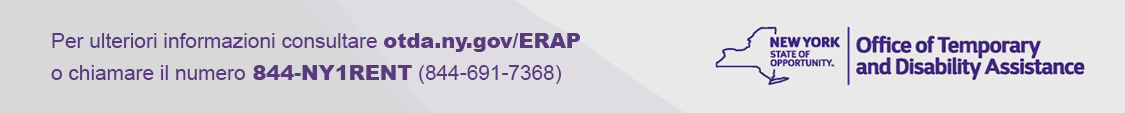 Per ulteriori informazioni consultare otda.ny.gov/ERAP
o chiamare il numero 844-NY1RENT (844-691-7368)
NEW YORK
STATE OF
OPPORTUNITY.
Office of Temporary
and Disability Assistance